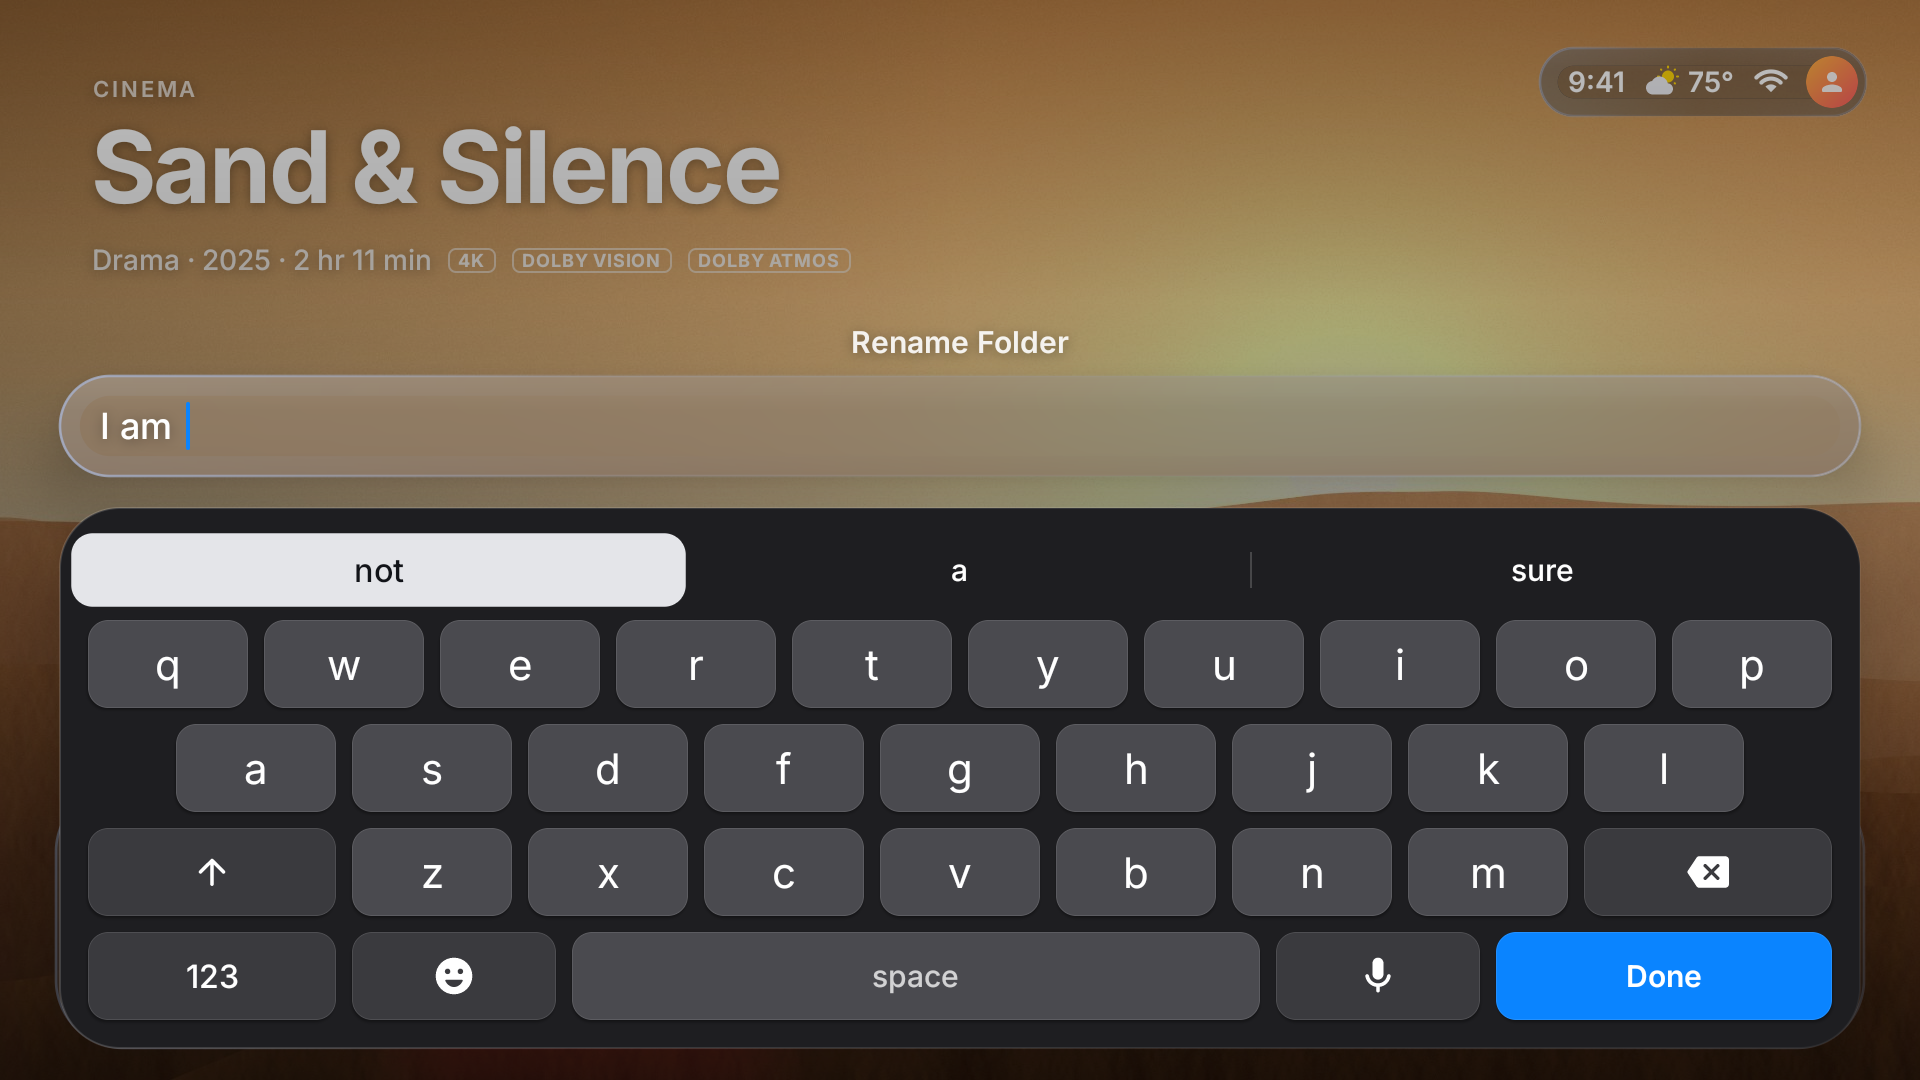 CINEMA
9:41 75°
Sand & Silence
Drama · 2025 · 2 hr 11 min 4K DOLBY VISION DOLBY ATMOS
Rename Folder
I am
not a sure
q w e r t y u i o p
a s d f g h j k l
z x c v b n m
123 space Done